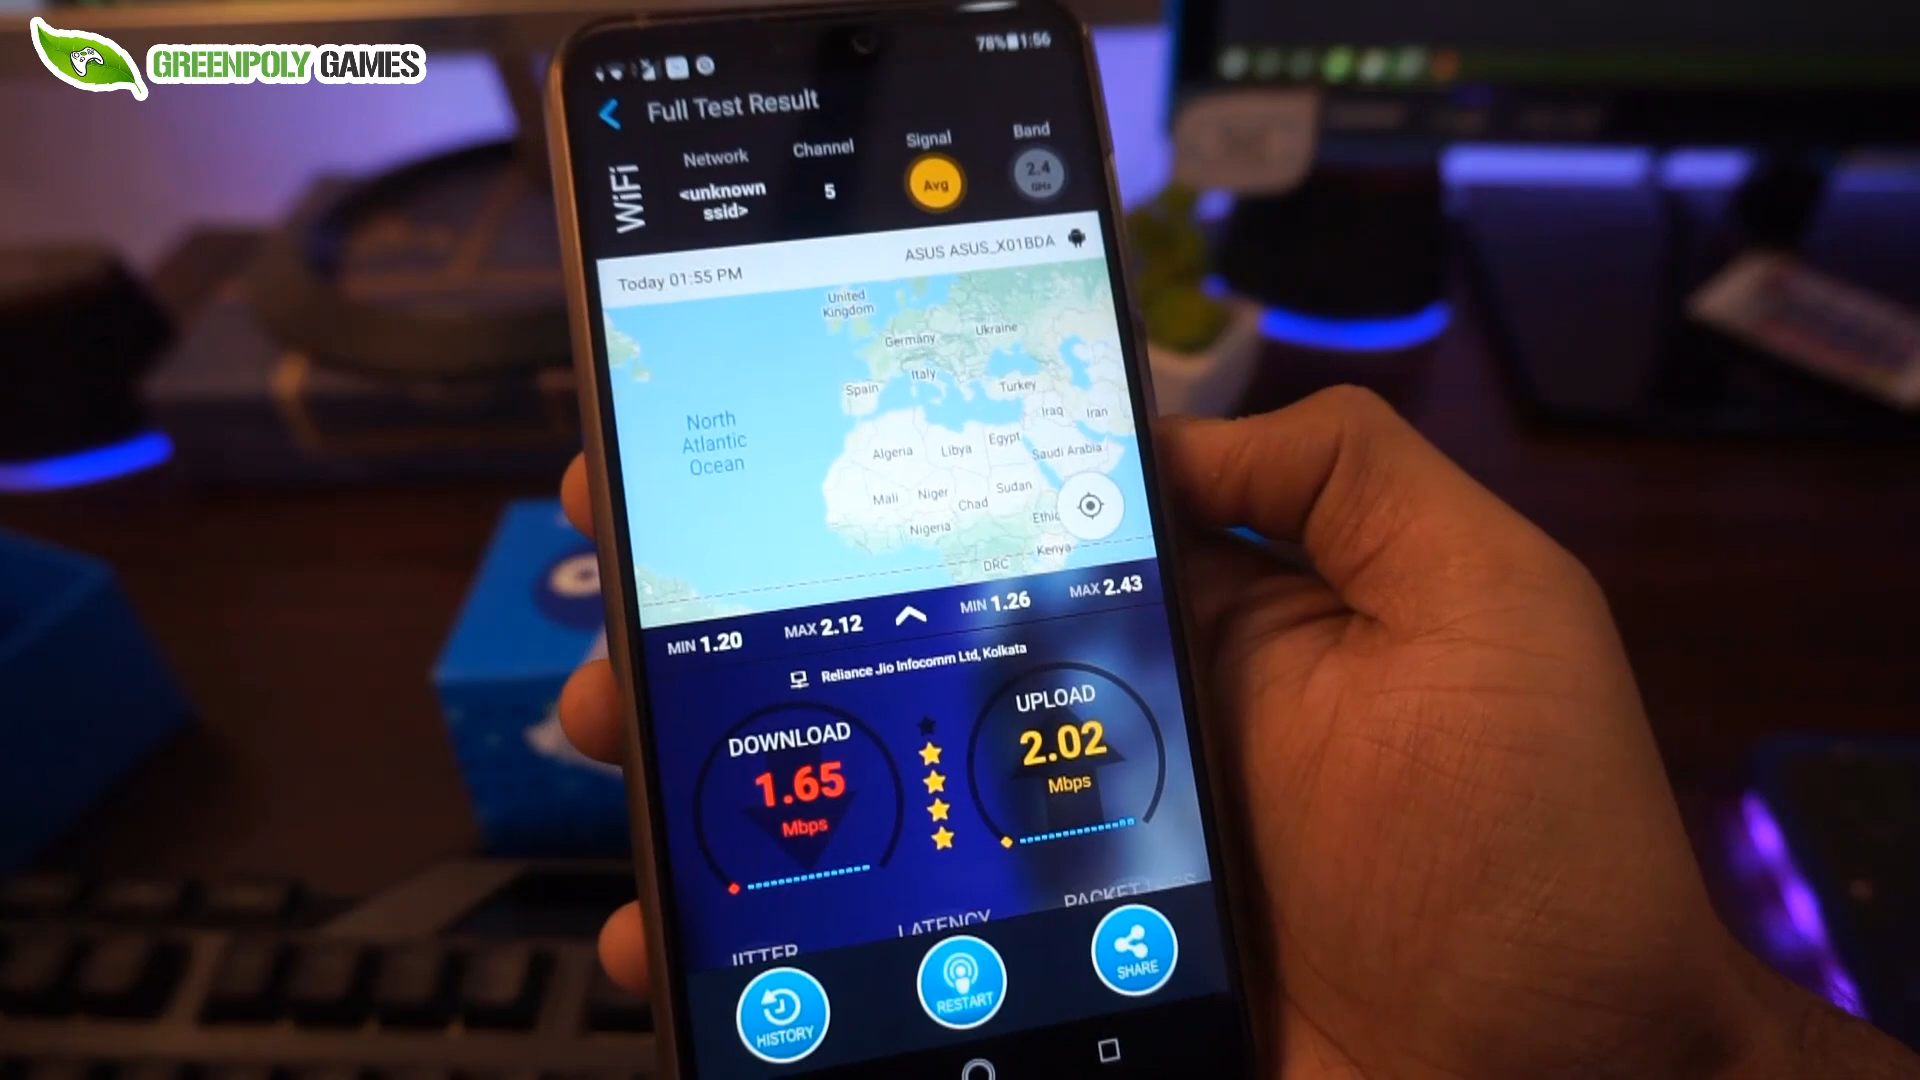 GREENPOLY GAMES
78% 1:56
Full Test Result
WiFi
Network
<unknown
ssid>
Channel
5
Signal
Avg
Band
2.4
GHz
Today 01:55 PM
ASUS ASUS_X01BDA
United
Kingdom
Germany
Ukraine
Italy
Spain
Turkey
Iraq
Iran
North
Atlantic
Ocean
Algeria
Libya
Egypt
Saudi Arabia
Mali
Niger
Chad
Sudan
Nigeria
Ethic
Kenya
DRC
MIN 1.20
MAX 2.12
MIN 1.26
MAX 2.43
Reliance Jio Infocomm Ltd, Kolkata
DOWNLOAD
1.65
Mbps
UPLOAD
2.02
Mbps
JITTER
LATENCY
HISTORY
RESTART
SHARE